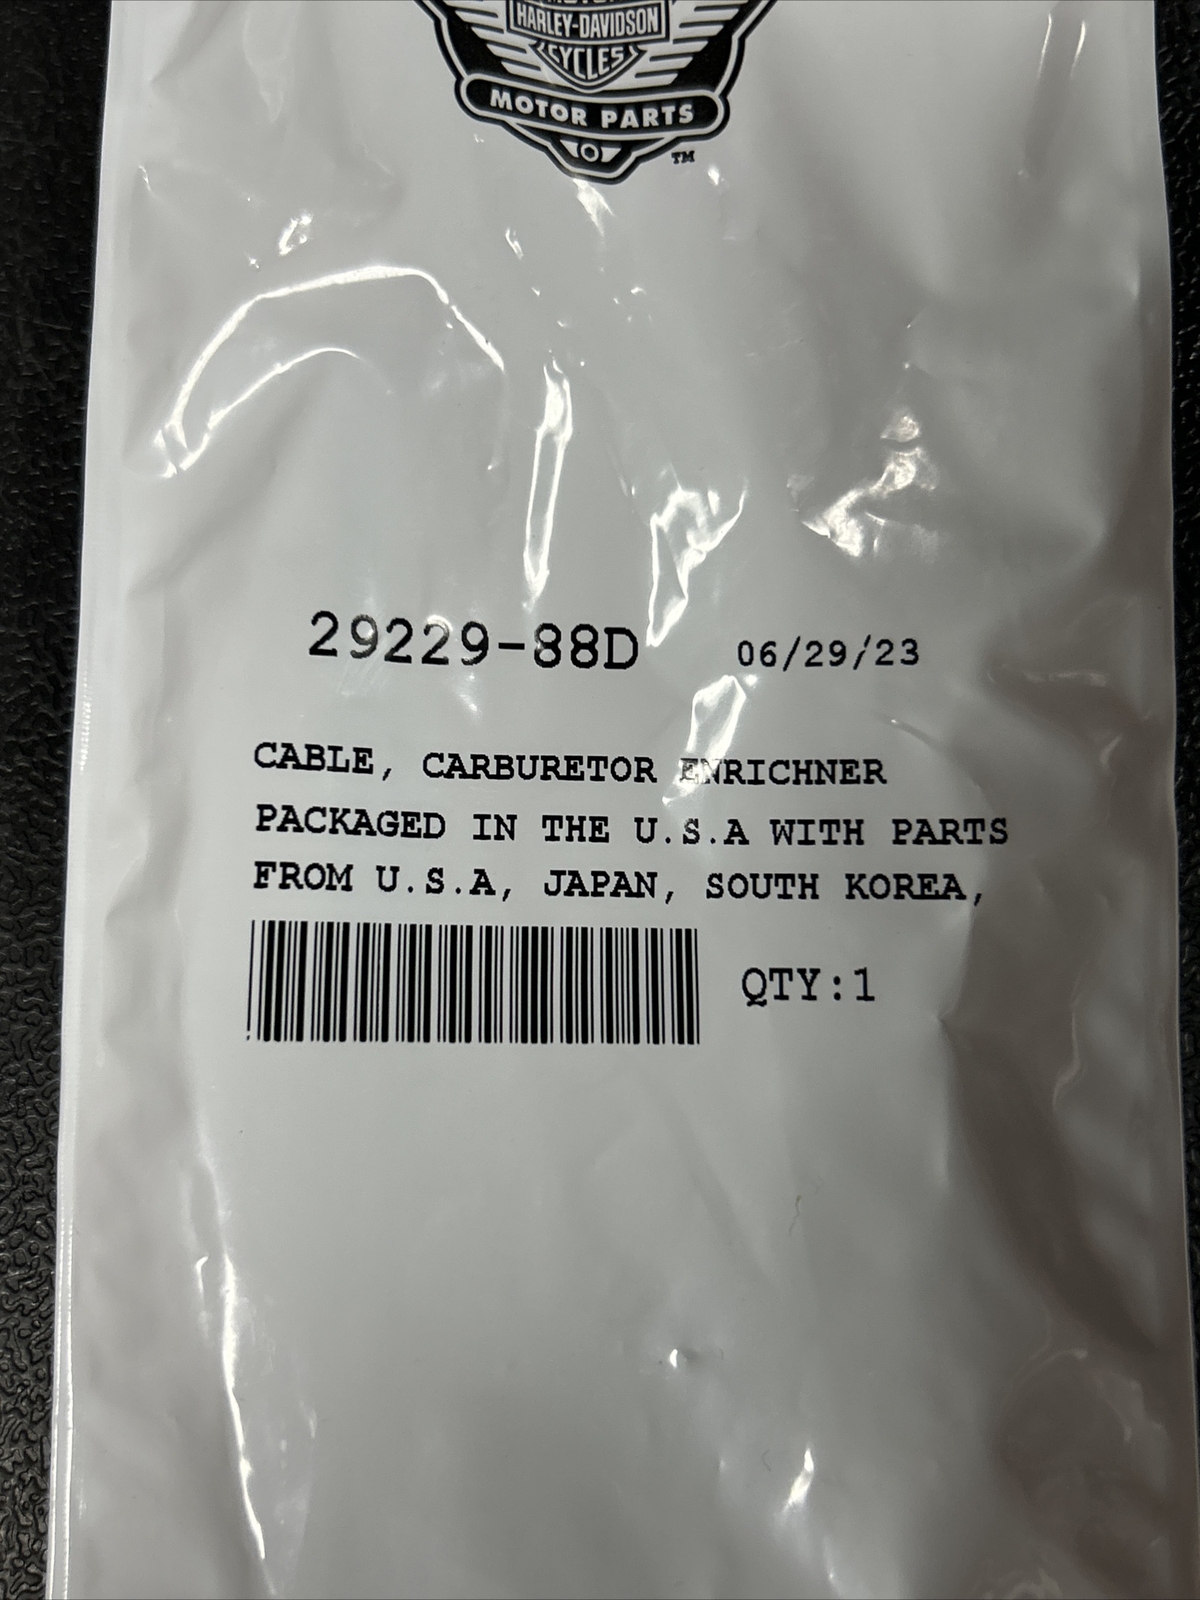 HARLEY-DAVIDSON
CYCLES
MOTOR PARTS
TM
29229-88D 06/29/23
CABLE, CARBURETOR ENRICHNER
PACKAGED IN THE U.S.A WITH PARTS
FROM U.S.A, JAPAN, SOUTH KOREA,
QTY:1